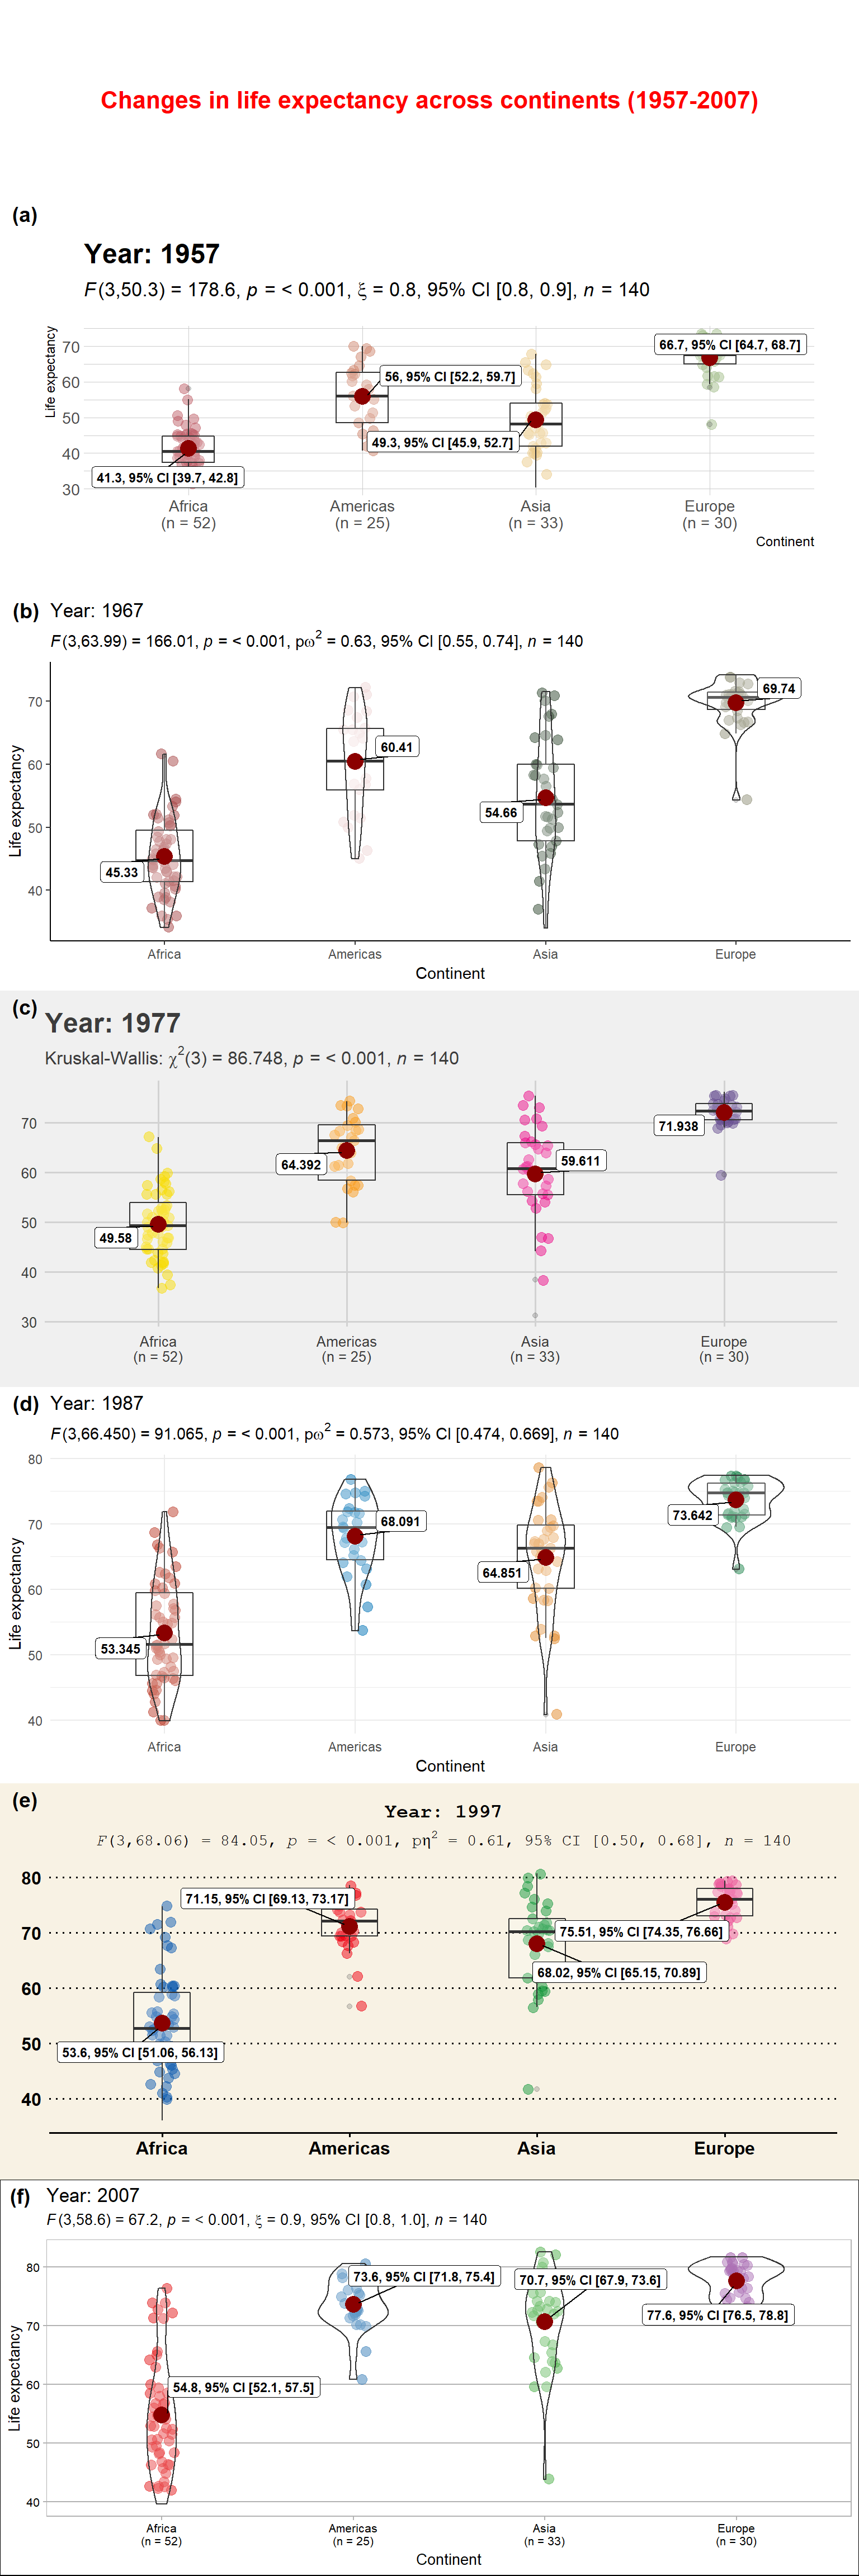 Changes in life expectancy across continents (1957-2007)
(a)
Year: 1957
F(3,50.3) = 178.6, p = < 0.001, ξ = 0.8, 95% CI [0.8, 0.9], n = 140
Life expectancy
70
60
50
40
30
66.7, 95% CI [64.7, 68.7]
56, 95% CI [52.2, 59.7]
49.3, 95% CI [45.9, 52.7]
41.3, 95% CI [39.7, 42.8]
Africa
(n = 52)
Americas
(n = 25)
Asia
(n = 33)
Europe
(n = 30)
Continent
(b) Year: 1967
F(3,63.99) = 166.01, p = < 0.001, pω² = 0.63, 95% CI [0.55, 0.74], n = 140
Life expectancy
70
60
50
40
69.74
60.41
54.66
45.33
Africa Americas Asia Europe
Continent
(c) Year: 1977
Kruskal-Wallis: χ²(3) = 86.748, p = < 0.001, n = 140
70
60
50
40
30
71.938
64.392
59.611
49.58
Africa
(n = 52)
Americas
(n = 25)
Asia
(n = 33)
Europe
(n = 30)
(d) Year: 1987
F(3,66.450) = 91.065, p = < 0.001, pω² = 0.573, 95% CI [0.474, 0.669], n = 140
Life expectancy
80
70
60
50
40
73.642
68.091
64.851
53.345
Africa Americas Asia Europe
Continent
(e)
Year: 1997
F(3,68.06) = 84.05, p = < 0.001, pη² = 0.61, 95% CI [0.50, 0.68], n = 140
80
70
60
50
40
71.15, 95% CI [69.13, 73.17]
75.51, 95% CI [74.35, 76.66]
68.02, 95% CI [65.15, 70.89]
53.6, 95% CI [51.06, 56.13]
Africa Americas Asia Europe
(f) Year: 2007
F(3,58.6) = 67.2, p = < 0.001, ξ = 0.9, 95% CI [0.8, 1.0], n = 140
Life expectancy
80
70
60
50
40
73.6, 95% CI [71.8, 75.4]
70.7, 95% CI [67.9, 73.6]
77.6, 95% CI [76.5, 78.8]
54.8, 95% CI [52.1, 57.5]
Africa
(n = 52)
Americas
(n = 25)
Asia
(n = 33)
Europe
(n = 30)
Continent